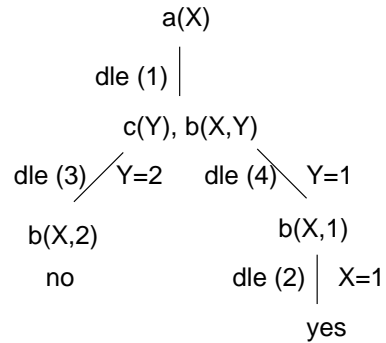 a(X)
dle (1)
c(Y), b(X,Y)
dle (3) Y=2 dle (4) Y=1
b(X,2) b(X,1)
no dle (2) X=1
yes